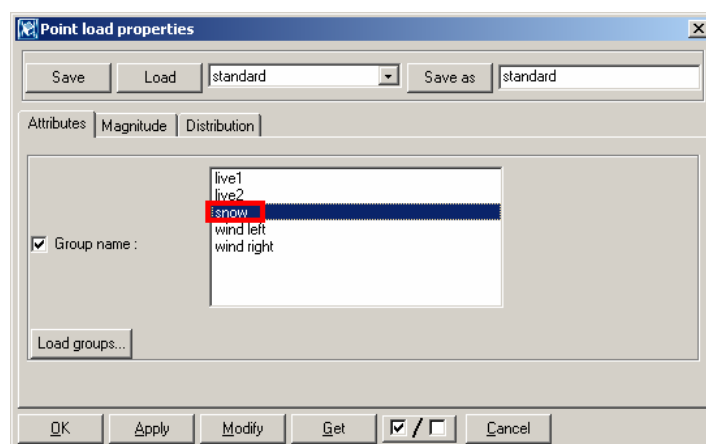 Point load properties
Save Load standard Save as standard
Attributes Magnitude Distribution
live1
live2
snow
wind left
Group name :
wind right
Load groups...
OK Apply Modify Get / Cancel